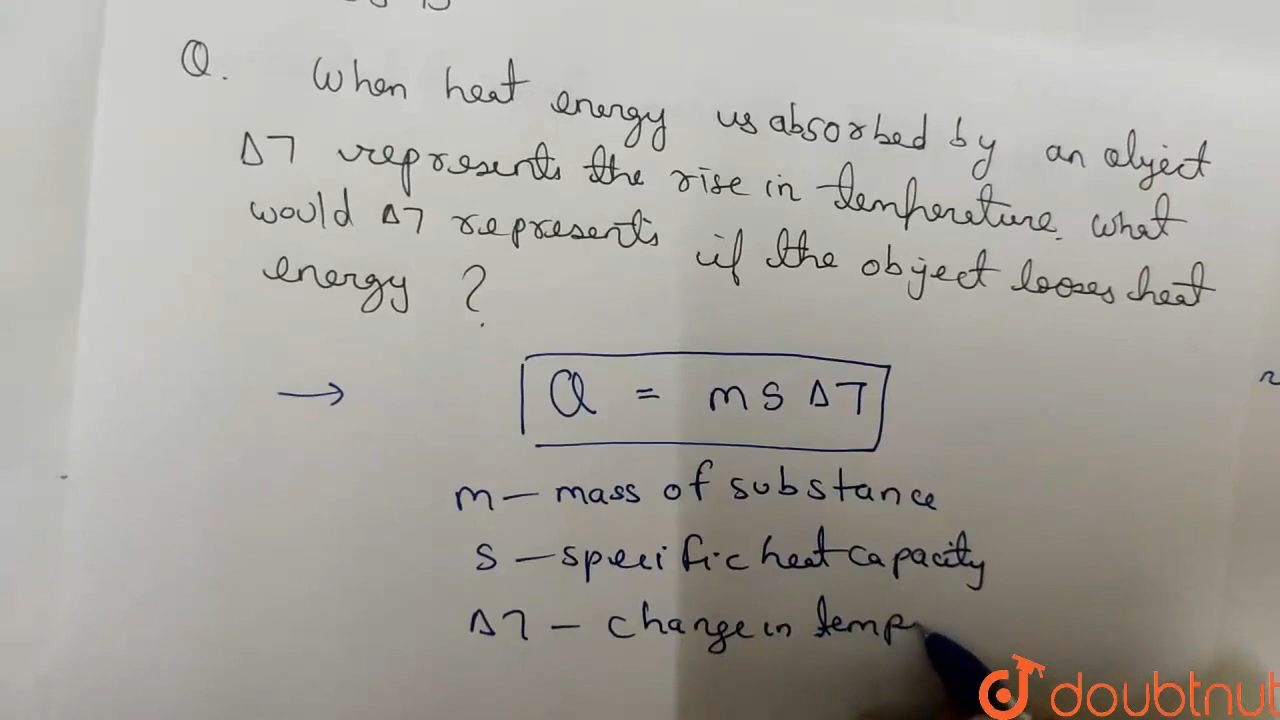 Q. When heat energy us absorbed by an object
ΔT represents the rise in temperature. what
would ΔT represents if the object looses heat
energy ?
→ Q = m s ΔT
m — mass of substance
s — specific heat capacity
ΔT — change in temp
doubtnut